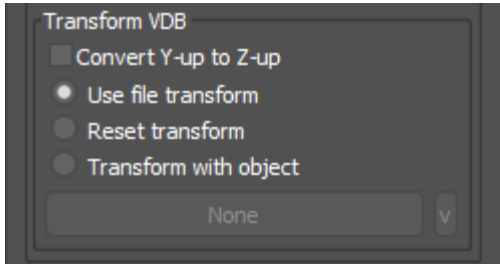 Transform VDB
Convert Y-up to Z-up
Use file transform
Reset transform
Transform with object
None
v